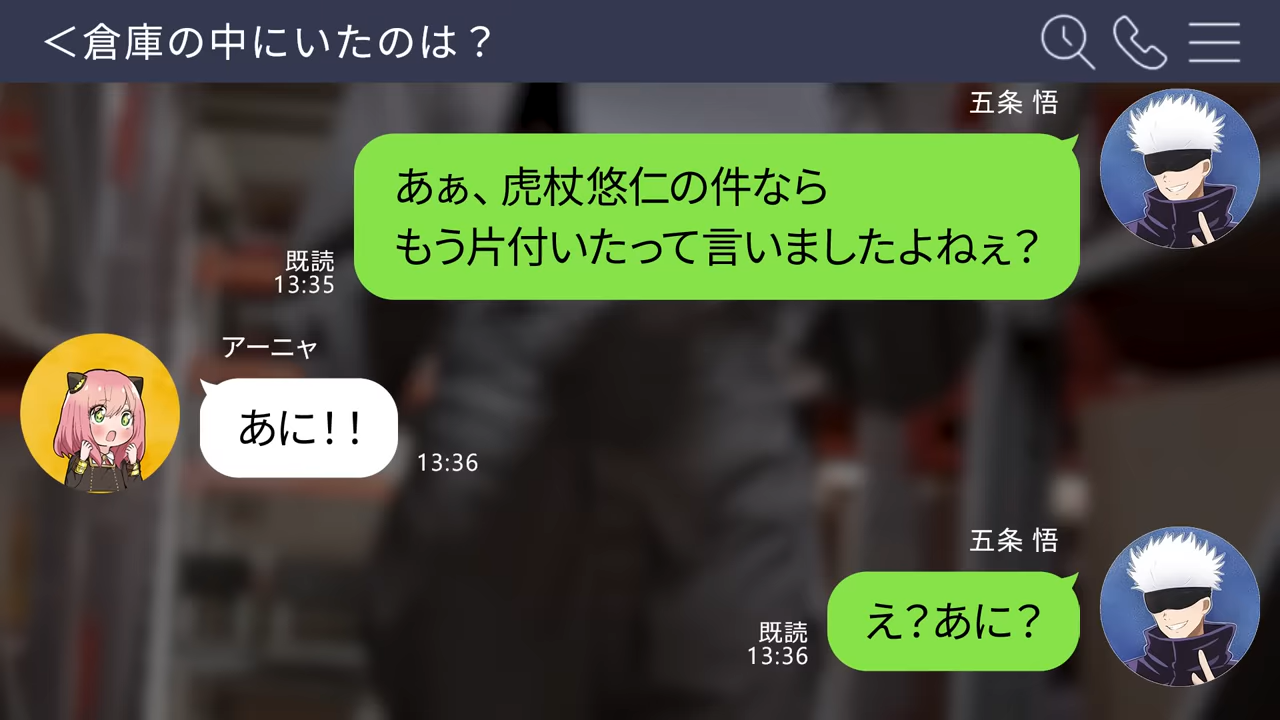 ＜倉庫の中にいたのは？
五条 悟
あぁ、虎杖悠仁の件なら
もう片付いたって言いましたよねぇ？
既読
13:35
アーニャ
あに！！
13:36
五条 悟
え？あに？
既読
13:36